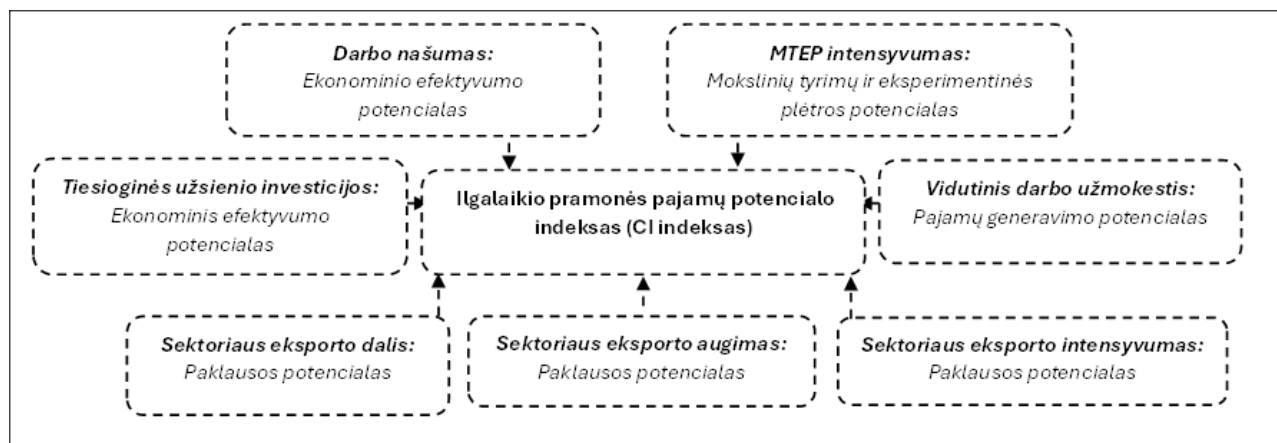 Darbo našumas:
Ekonominio efektyvumo
potencialas
MTEP intensyvumas:
Mokslinių tyrimų ir eksperimentinės
plėtros potencialas
Tiesioginės užsienio investicijos:
Ekonominis efektyvumo
potencialas
Ilgalaikio pramonės pajamų potencialo
indeksas (CI indeksas)
Vidutinis darbo užmokestis:
Pajamų generavimo potencialas
Sektoriaus eksporto dalis:
Paklausos potencialas
Sektoriaus eksporto augimas:
Paklausos potencialas
Sektoriaus eksporto intensyvumas:
Paklausos potencialas